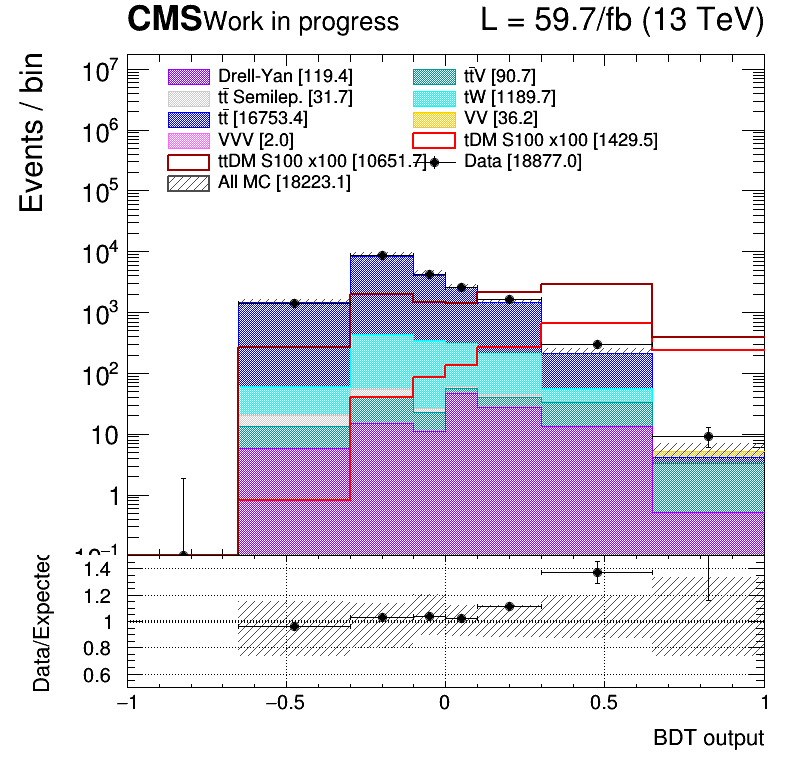 CMS Work in progress L = 59.7/fb (13 TeV)
Events / bin
10⁷
10⁶
10⁵
10⁴
10³
10²
10
1
10⁻¹
Drell-Yan [119.4] tt̄V [90.7]
tt̄ Semilep. [31.7] tW [1189.7]
tt̄ [16753.4] VV [36.2]
VVV [2.0] tDM S100 x100 [1429.5]
ttDM S100 x100 [10651.7] Data [18877.0]
All MC [18223.1]
Data/Expected
1.4
1.2
1
0.8
0.6
−1 −0.5 0 0.5 1
BDT output